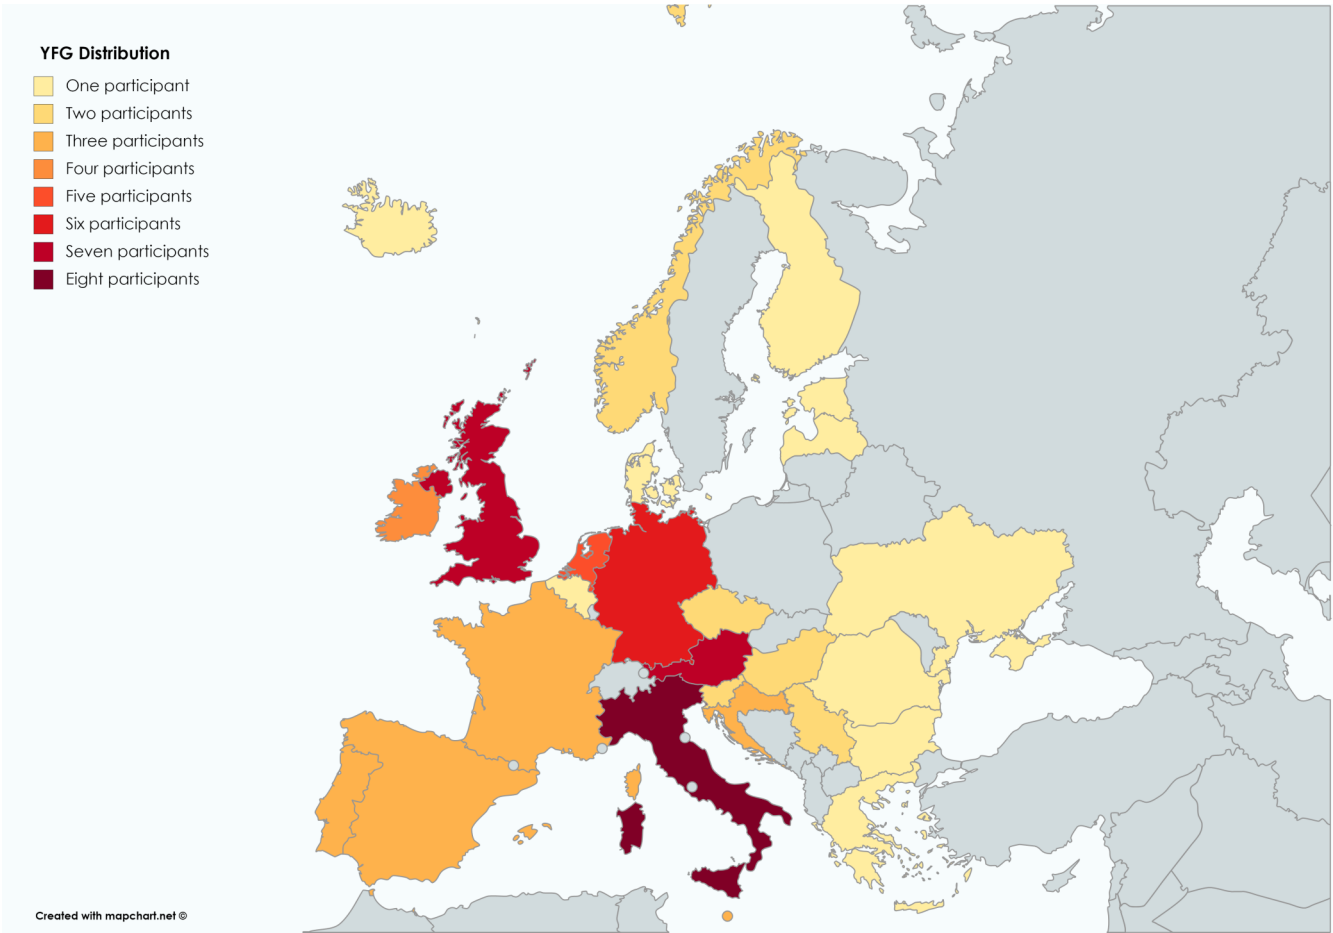 YFG Distribution
One participant
Two participants
Three participants
Four participants
Five participants
Six participants
Seven participants
Eight participants
Created with mapchart.net ©